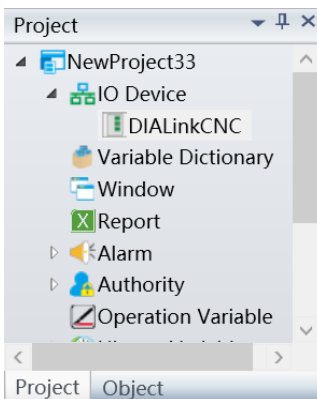 Project
NewProject33
IO Device
DIALinkCNC
Variable Dictionary
Window
Report
Alarm
Authority
Operation Variable
Project Object